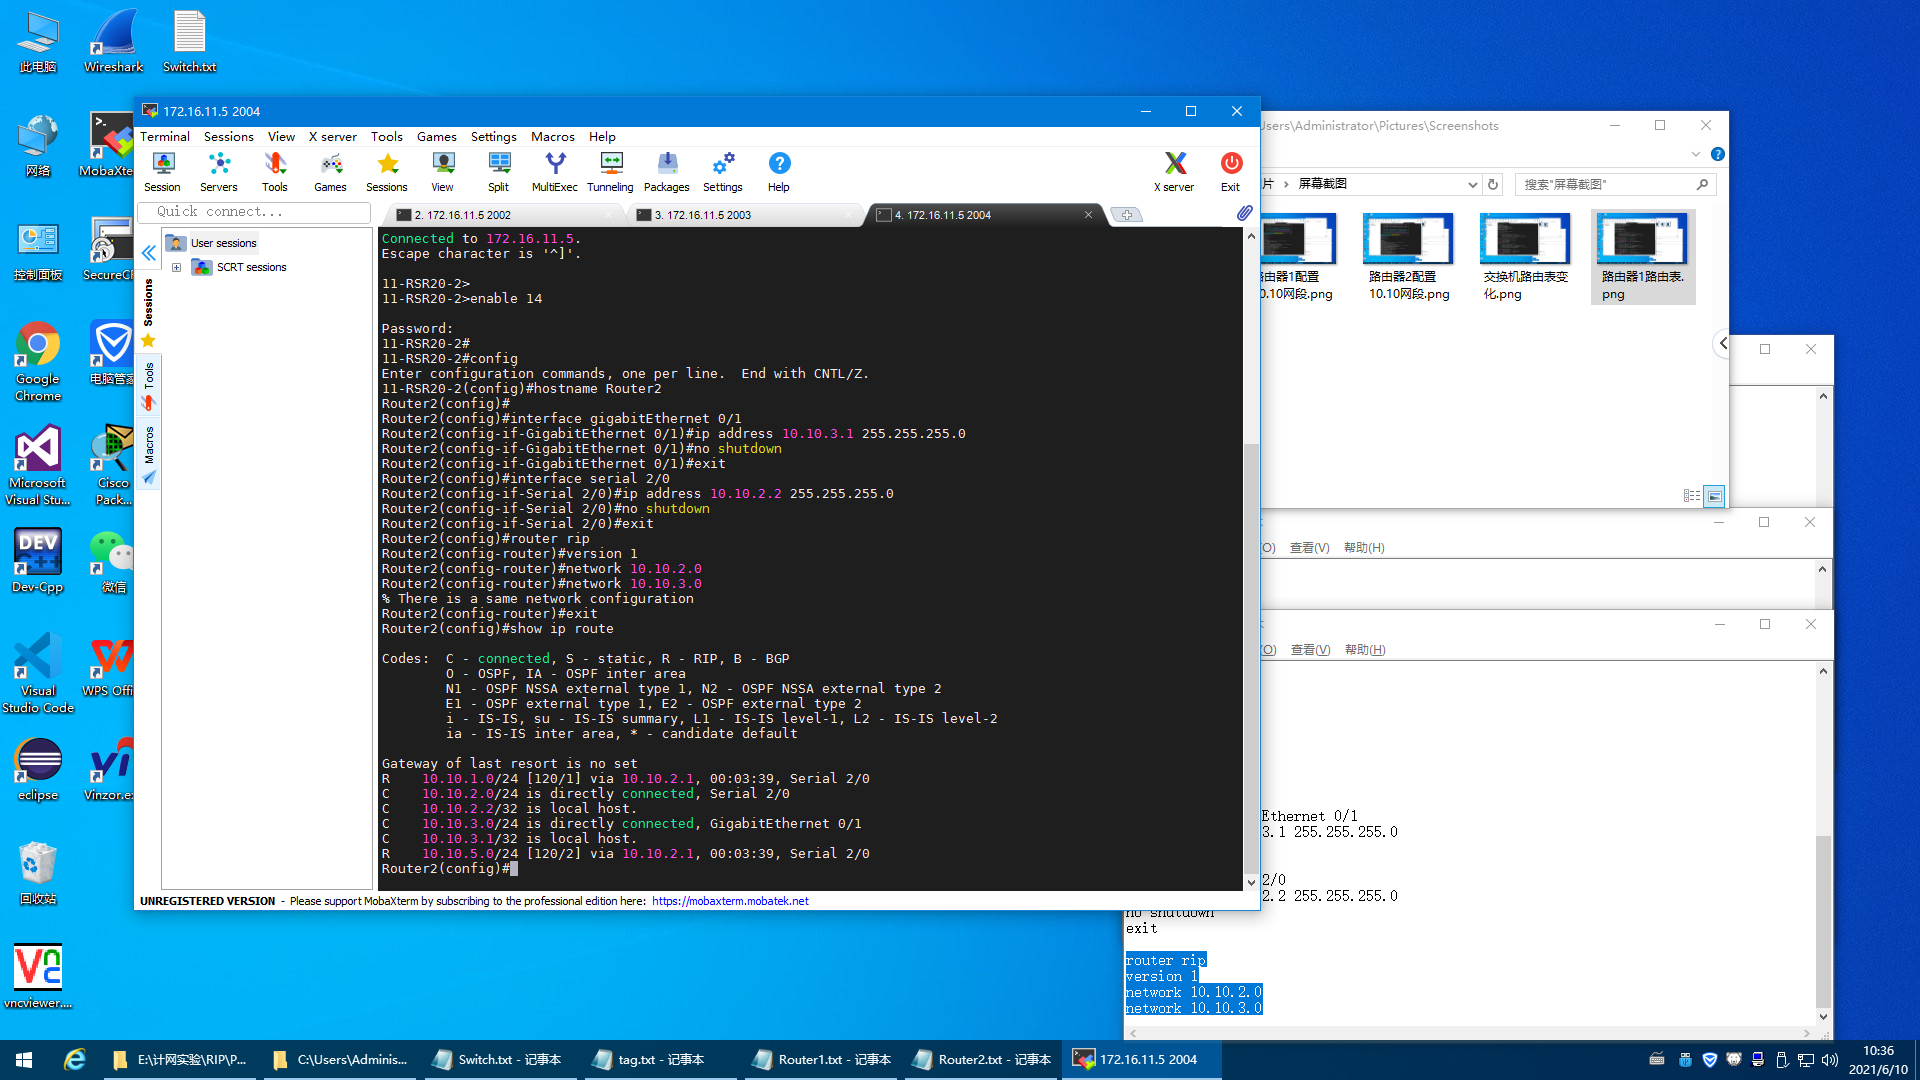 此电脑
Wireshark
Switch.txt
网络
MobaXte
控制面板
SecureC
Google
Chrome
电脑管家
Microsoft
Visual Stu...
Cisco
Pack...
Dev-Cpp
微信
Visual
Studio Code
WPS Offi
eclipse
Vinzor.ex
回收站
vncviewer....
172.16.11.5 2004
Terminal Sessions View X server Tools Games Settings Macros Help
Session Servers Tools Games Sessions View Split MultiExec Tunneling Packages Settings Help X server Exit
Quick connect...
2. 172.16.11.5 2002
3. 172.16.11.5 2003
4. 172.16.11.5 2004
User sessions
SCRT sessions
Sessions
Tools
Macros
Connected to 172.16.11.5.
Escape character is '^]'.
11-RSR20-2>
11-RSR20-2>enable 14
Password:
11-RSR20-2#
11-RSR20-2#config
Enter configuration commands, one per line.  End with CNTL/Z.
11-RSR20-2(config)#hostname Router2
Router2(config)#
Router2(config)#interface gigabitEthernet 0/1
Router2(config-if-GigabitEthernet 0/1)#ip address 10.10.3.1 255.255.255.0
Router2(config-if-GigabitEthernet 0/1)#no shutdown
Router2(config-if-GigabitEthernet 0/1)#exit
Router2(config)#interface serial 2/0
Router2(config-if-Serial 2/0)#ip address 10.10.2.2 255.255.255.0
Router2(config-if-Serial 2/0)#no shutdown
Router2(config-if-Serial 2/0)#exit
Router2(config)#router rip
Router2(config-router)#version 1
Router2(config-router)#network 10.10.2.0
Router2(config-router)#network 10.10.3.0
% There is a same network configuration
Router2(config-router)#exit
Router2(config)#show ip route
Codes:  C - connected, S - static, R - RIP, B - BGP
O - OSPF, IA - OSPF inter area
N1 - OSPF NSSA external type 1, N2 - OSPF NSSA external type 2
E1 - OSPF external type 1, E2 - OSPF external type 2
i - IS-IS, su - IS-IS summary, L1 - IS-IS level-1, L2 - IS-IS level-2
ia - IS-IS inter area, * - candidate default
Gateway of last resort is no set
R    10.10.1.0/24 [120/1] via 10.10.2.1, 00:03:39, Serial 2/0
C    10.10.2.0/24 is directly connected, Serial 2/0
C    10.10.2.2/32 is local host.
C    10.10.3.0/24 is directly connected, GigabitEthernet 0/1
C    10.10.3.1/32 is local host.
R    10.10.5.0/24 [120/2] via 10.10.2.1, 00:03:39, Serial 2/0
Router2(config)#
UNREGISTERED VERSION - Please support MobaXterm by subscribing to the professional edition here: https://mobaxterm.mobatek.net
Jsers\Administrator\Pictures\Screenshots
片 › 屏幕截图
搜索"屏幕截图"
由器1配置
0.10网段.png
路由器2配置
10.10网段.png
交换机路由表变
化.png
路由器1路由表.
png
(O) 查看(V) 帮助(H)
(O) 查看(V) 帮助(H)
Ethernet 0/1
3.1 255.255.255.0
2/0
2.2 255.255.255.0
no shutdown
exit
router rip
version 1
network 10.10.2.0
network 10.10.3.0
E:\计网实验\RIP\P...
C:\Users\Adminis...
Switch.txt - 记事本
tag.txt - 记事本
Router1.txt - 记事本
Router2.txt - 记事本
172.16.11.5 2004
10:36
2021/6/10